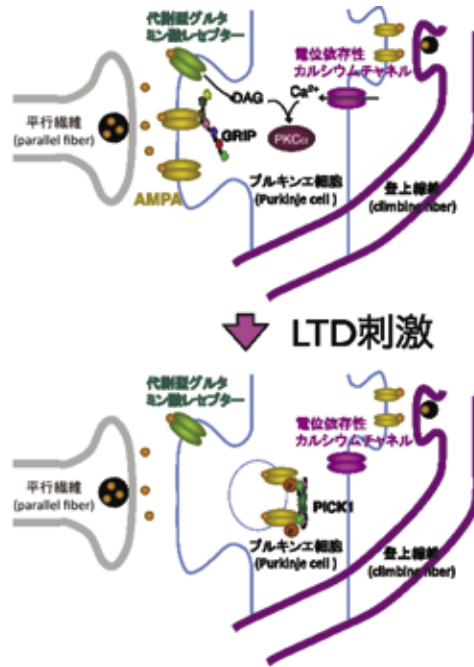 代謝型グルタ
ミン酸レセプター
電位依存性
カルシウムチャネル
Ca²⁺
DAG
平行繊維
(parallel fiber)
GRIP
PKCα
AMPA
プルキンエ細胞
(Purkinje cell)
登上線維
(climbing fiber)
LTD刺激
代謝型グルタ
ミン酸レセプター
電位依存性
カルシウムチャネル
平行繊維
(parallel fiber)
PICK1
プルキンエ細胞
(Purkinje cell)
登上線維
(climbing fiber)